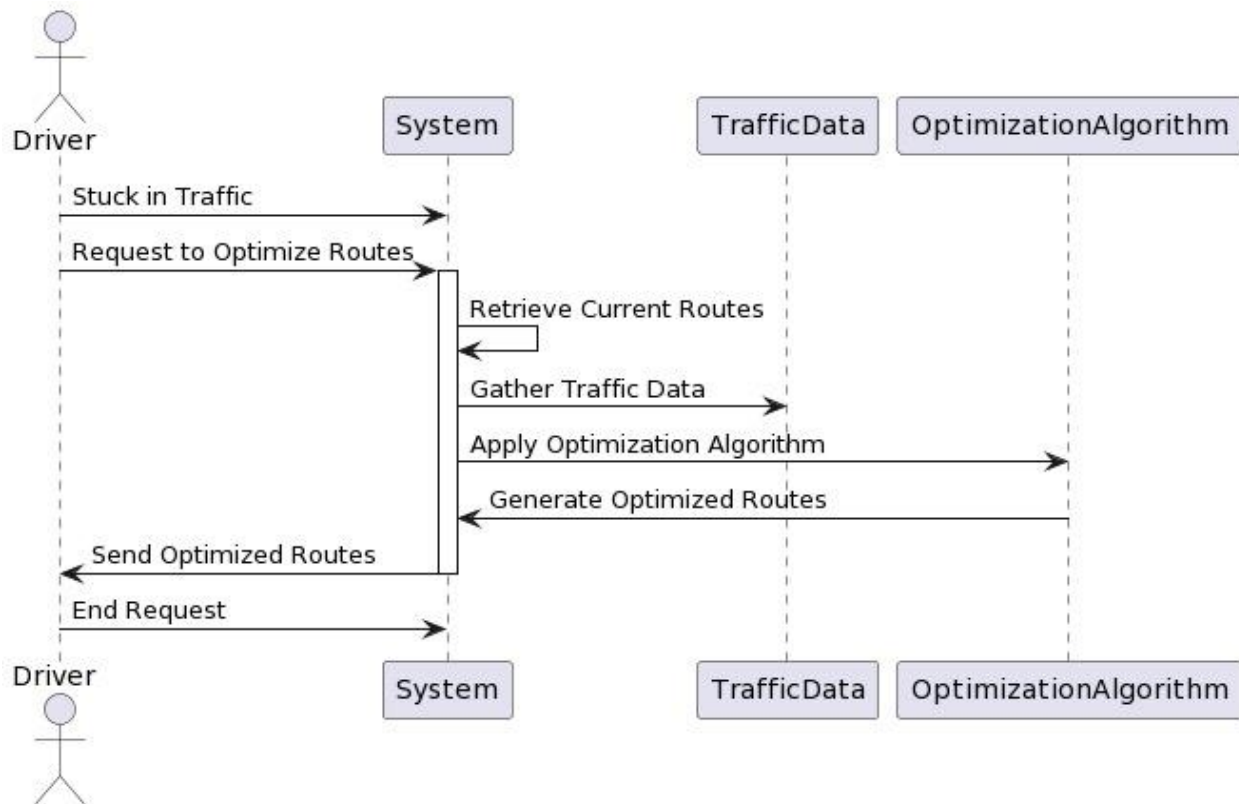 Driver
System
TrafficData
OptimizationAlgorithm
Stuck in Traffic
Request to Optimize Routes
Retrieve Current Routes
Gather Traffic Data
Apply Optimization Algorithm
Generate Optimized Routes
Send Optimized Routes
End Request
Driver
System
TrafficData
OptimizationAlgorithm